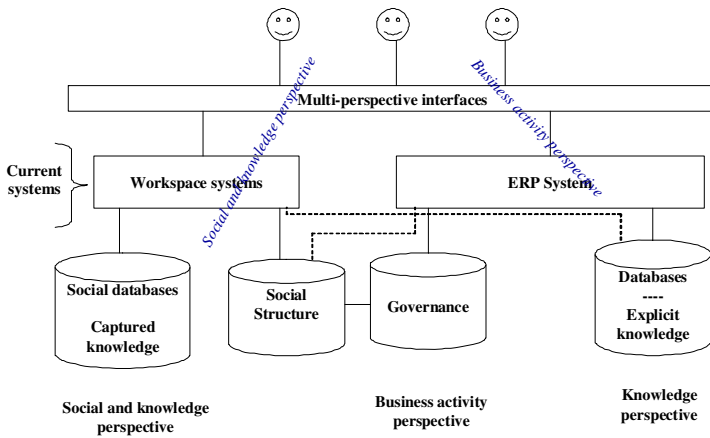 Multi-perspective interfaces
Social and knowledge perspective
Business activity perspective
Current
systems
Workspace systems
ERP System
Social databases
Captured
knowledge
Social
Structure
Governance
Databases
----
Explicit
knowledge
Social and knowledge
perspective
Business activity
perspective
Knowledge
perspective